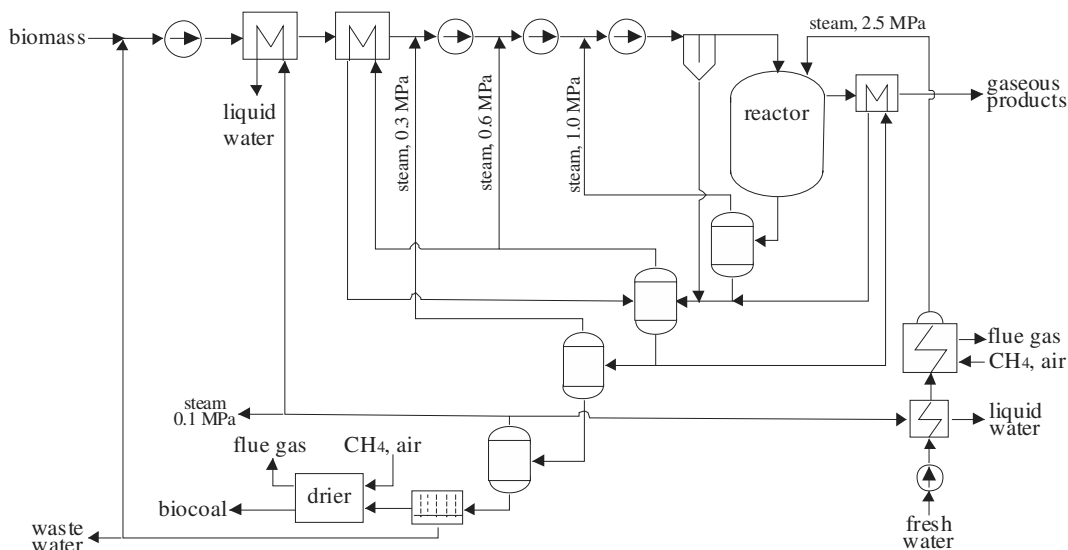 steam, 2.5 MPa
biomass
gaseous
products
liquid
water
steam, 0.3 MPa
steam, 0.6 MPa
steam, 1.0 MPa
reactor
flue gas
CH4, air
steam
0.1 MPa
liquid
water
flue gas
CH4, air
drier
biocoal
waste
water
fresh
water